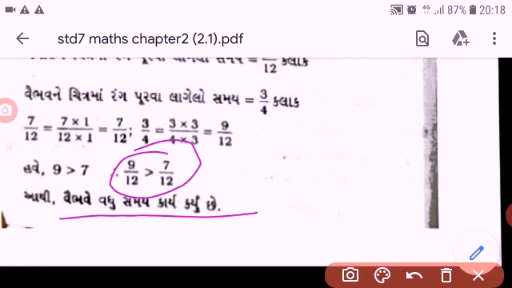 87% 20:18
std7 maths chapter2 (2.1).pdf
12 કલાક
વૈભવને ચિત્રમાં રંગ પૂરવા લાગેલો સમય = 3/4 કલાક
7/12 = 7 × 1/12 × 1 = 7/12; 3/4 = 3 × 3/4 × 3 = 9/12
હવે, 9 > 7 ∴ 9/12 > 7/12
આથી, વૈભવે વધુ સમય કાર્ય કર્યું છે.